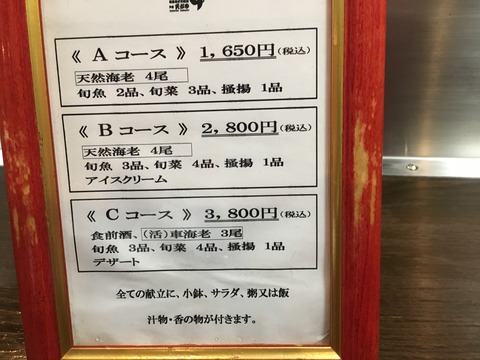 《 Aコース 》 1,650円(税込)
天然海老 4尾
旬魚 2品、旬菜 3品、掻揚 1品
《 Bコース 》 2,800円(税込)
天然海老 4尾
旬魚 3品、旬菜 4品、掻揚 1品
アイスクリーム
《 Cコース 》 3,800円(税込)
食前酒、(活)車海老 3尾
旬魚 3品、旬菜 4品、掻揚 1品
デザート
全ての献立に、小鉢、サラダ、粥又は飯
汁物・香の物が付きます。